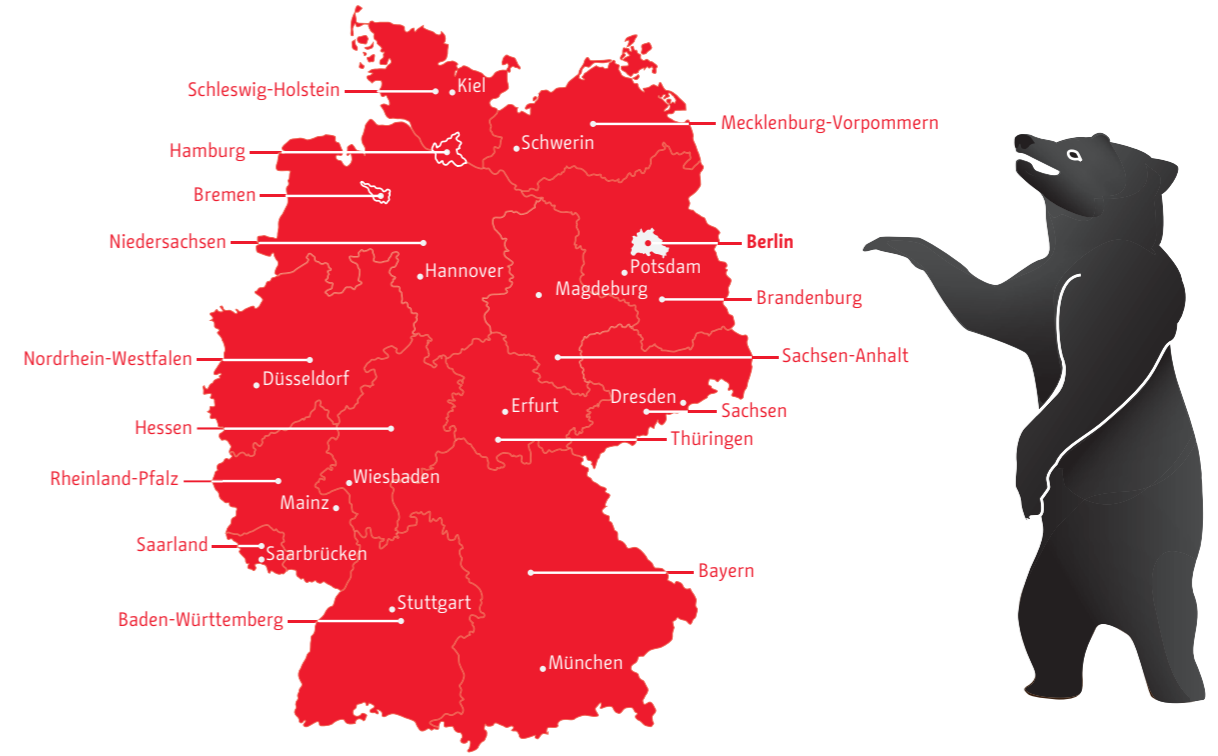 Kiel
Schleswig-Holstein
Mecklenburg-Vorpommern
Schwerin
Hamburg
Bremen
Niedersachsen
Berlin
Potsdam
Hannover
Magdeburg
Brandenburg
Nordrhein-Westfalen
Sachsen-Anhalt
Düsseldorf
Dresden
Erfurt
Sachsen
Hessen
Thüringen
Wiesbaden
Rheinland-Pfalz
Mainz
Saarland
Saarbrücken
Bayern
Stuttgart
Baden-Württemberg
München